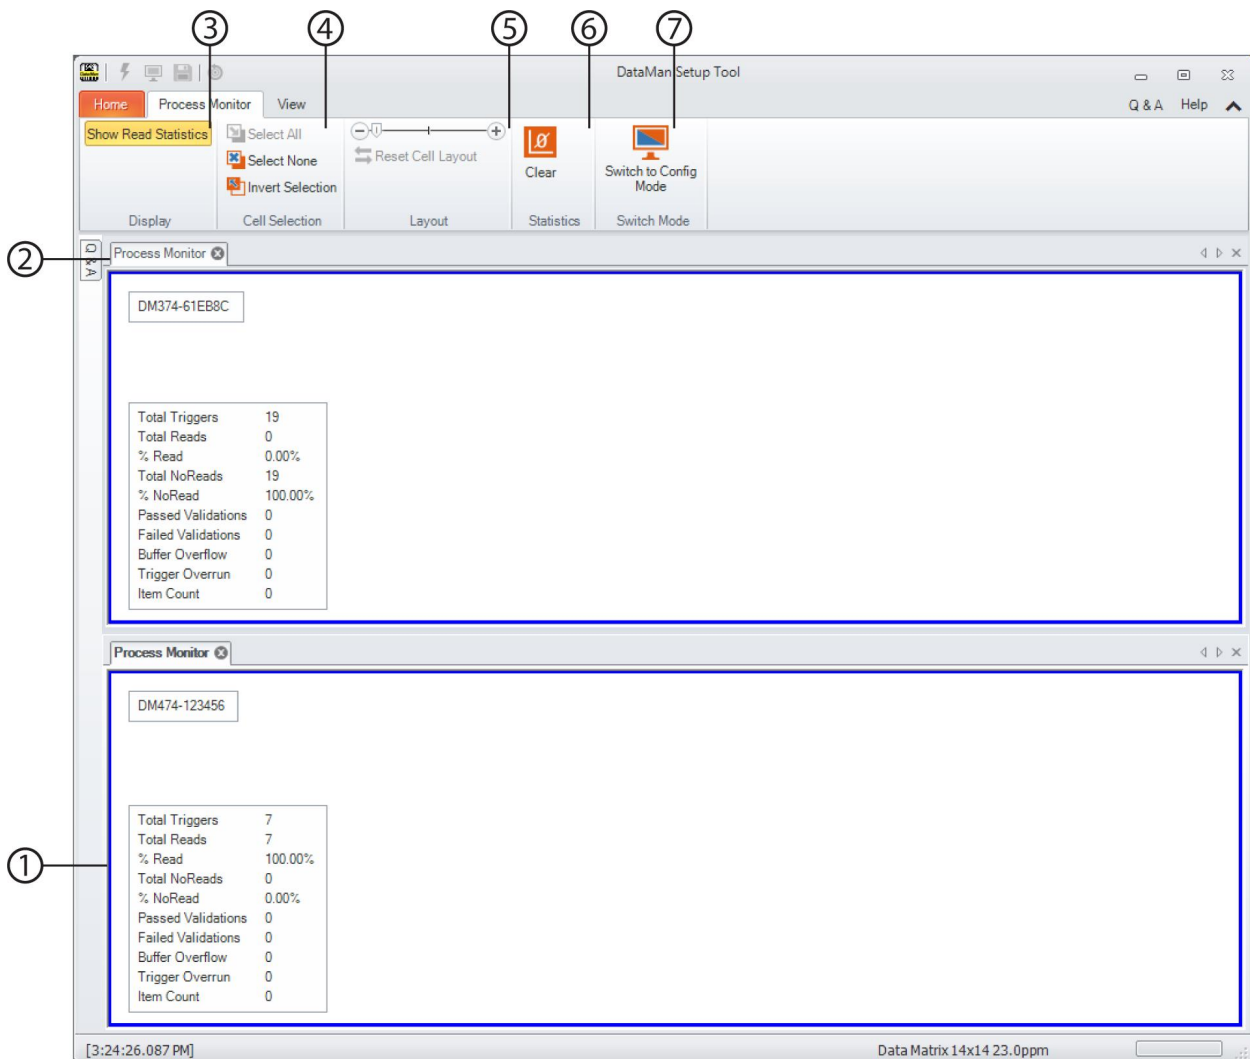 ③ ④ ⑤ ⑥ ⑦
DataMan
DataMan Setup Tool
Home Process Monitor View Q & A Help
Show Read Statistics Select All
Select None Reset Cell Layout
Invert Selection
Clear
Switch to Config
Mode
Display Cell Selection Layout Statistics Switch Mode
②
Q & A
Process Monitor
DM374-61EB8C
Total Triggers 19
Total Reads 0
% Read 0.00%
Total NoReads 19
% NoRead 100.00%
Passed Validations 0
Failed Validations 0
Buffer Overflow 0
Trigger Overrun 0
Item Count 0
Process Monitor
DM474-123456
①
Total Triggers 7
Total Reads 7
% Read 100.00%
Total NoReads 0
% NoRead 0.00%
Passed Validations 0
Failed Validations 0
Buffer Overflow 0
Trigger Overrun 0
Item Count 0
[3:24:26.087 PM] Data Matrix 14x14 23.0ppm